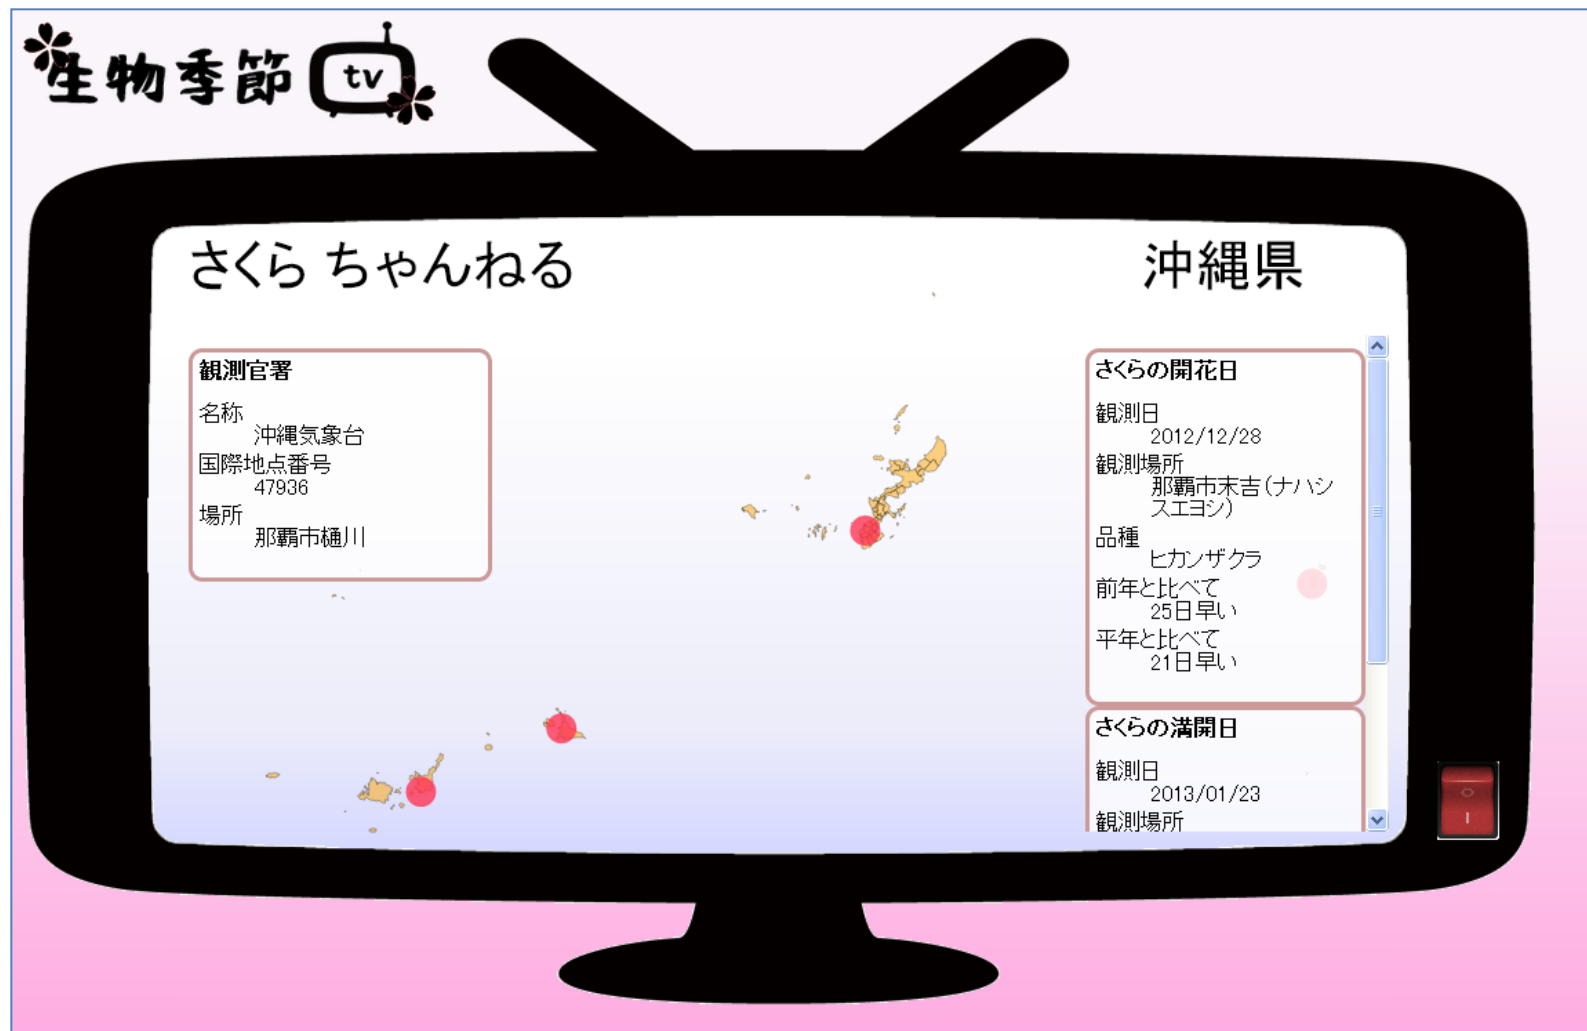 生物季節 tv
さくら ちゃんねる
沖縄県
観測官署
名称
沖縄気象台
国際地点番号
47936
場所
那覇市樋川
さくらの開花日
観測日
2012/12/28
観測場所
那覇市末吉(ナハシ
スエヨシ)
品種
ヒカンザクラ
前年と比べて
25日早い
平年と比べて
21日早い
さくらの満開日
観測日
2013/01/23
観測場所